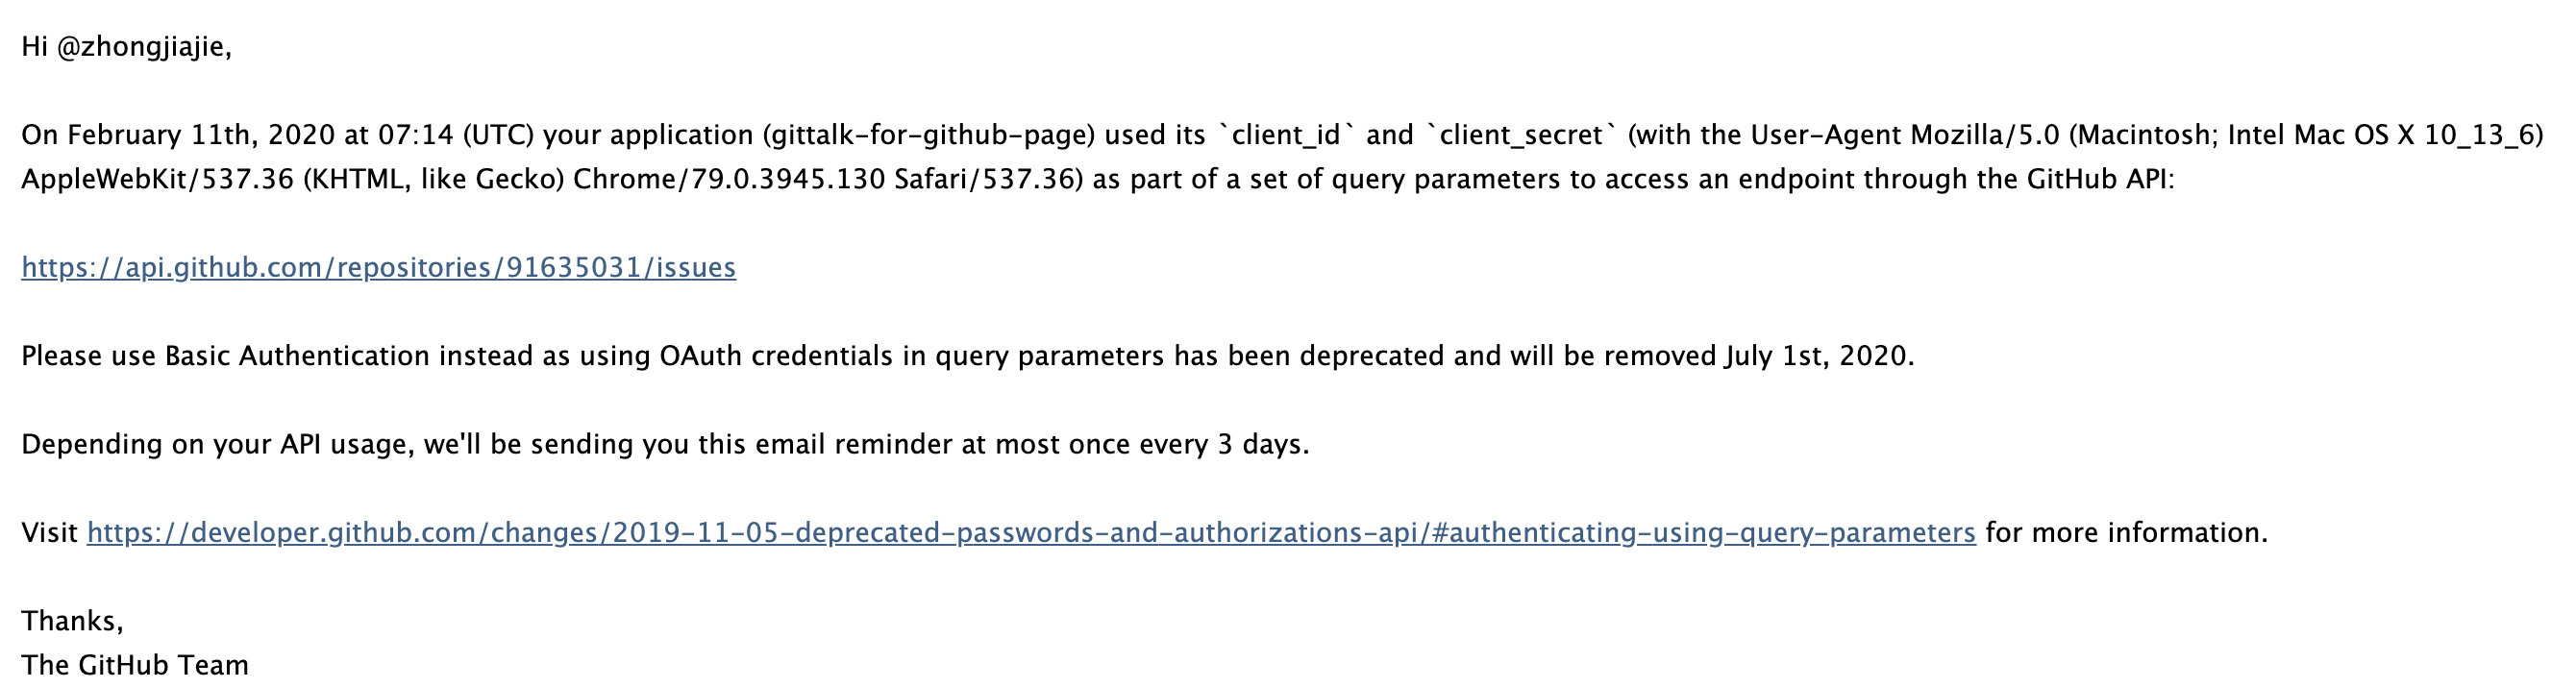 Hi @zhongjiajie,
On February 11th, 2020 at 07:14 (UTC) your application (gittalk-for-github-page) used its `client_id` and `client_secret` (with the User-Agent Mozilla/5.0 (Macintosh; Intel Mac OS X 10_13_6)
AppleWebKit/537.36 (KHTML, like Gecko) Chrome/79.0.3945.130 Safari/537.36) as part of a set of query parameters to access an endpoint through the GitHub API:
https://api.github.com/repositories/91635031/issues
Please use Basic Authentication instead as using OAuth credentials in query parameters has been deprecated and will be removed July 1st, 2020.
Depending on your API usage, we'll be sending you this email reminder at most once every 3 days.
Visit https://developer.github.com/changes/2019-11-05-deprecated-passwords-and-authorizations-api/#authenticating-using-query-parameters for more information.
Thanks,
The GitHub Team